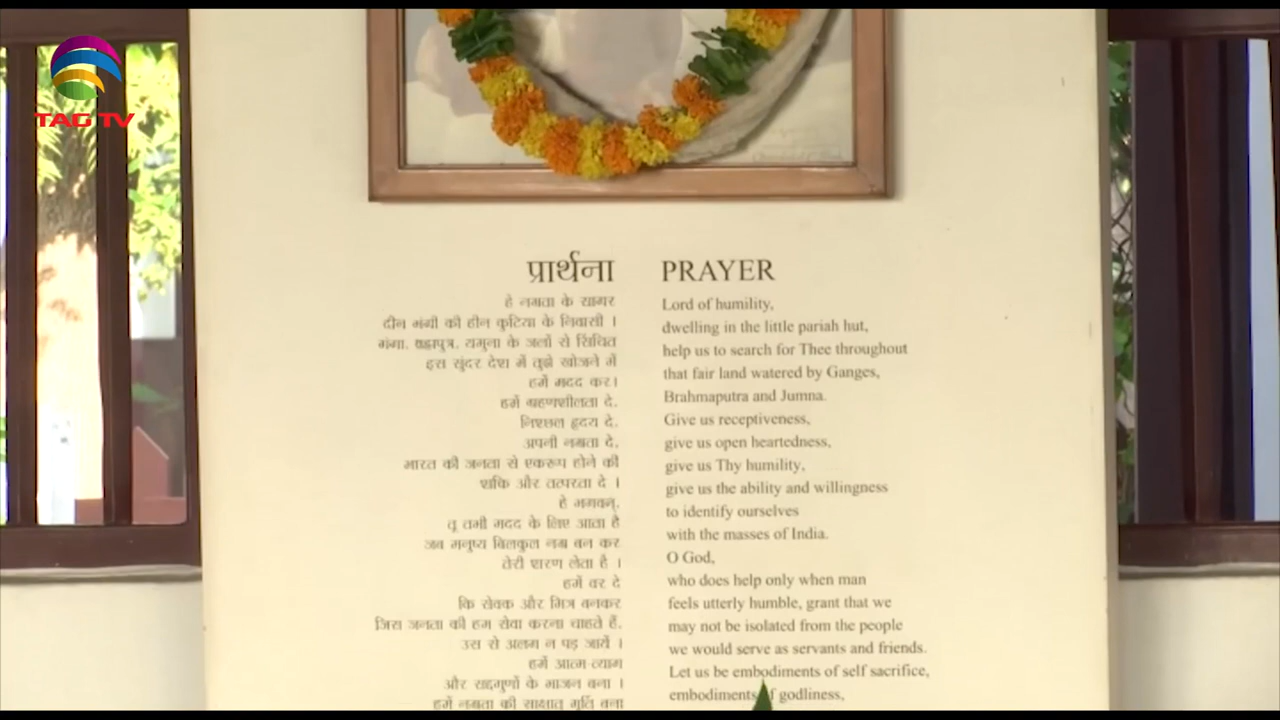 TAG TV
प्रार्थना
हे नम्रता के सागर
दीन भंगी की हीन कुटिया के निवासी ।
गंगा, ब्रह्मपुत्र, यमुना के जलों से सिंचित
इस सुंदर देश में तुझे खोजने में
हमें मदद कर।
हमें ग्रहणशीलता दे,
निश्छल हृदय दे,
अपनी नम्रता दे,
भारत की जनता से एकरूप होने की
शक्ति और तत्परता दे ।
हे भगवन्,
तू तभी मदद के लिए आता है
जब मनुष्य बिलकुल नम्र बन कर
तेरी शरण लेता है ।
हमें वर दे
कि सेवक और मित्र बनकर
जिस जनता की हम सेवा करना चाहते हैं,
उस से अलग न पड़ जायें ।
हमें आत्म-त्याग
और सद्गुणों के भाजन बना ।
हमें नम्रता की साक्षात् मूर्ति बना
PRAYER
Lord of humility,
dwelling in the little pariah hut,
help us to search for Thee throughout
that fair land watered by Ganges,
Brahmaputra and Jumna.
Give us receptiveness,
give us open heartedness,
give us Thy humility,
give us the ability and willingness
to identify ourselves
with the masses of India.
O God,
who does help only when man
feels utterly humble, grant that we
may not be isolated from the people
we would serve as servants and friends.
Let us be embodiments of self sacrifice,
embodiments of godliness,